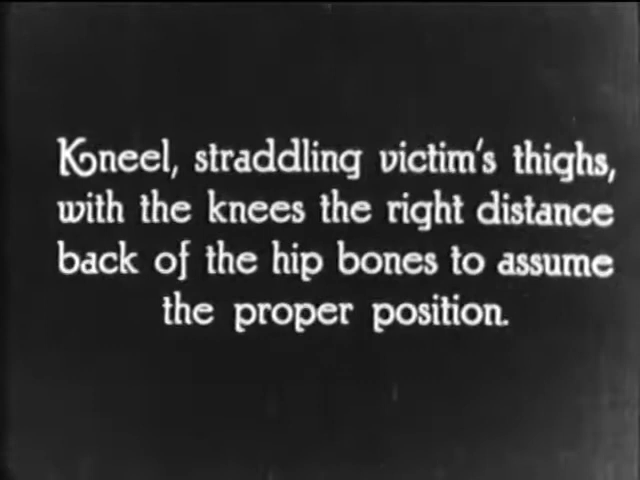 Kneel, straddling victim's thighs,
with the knees the right distance
back of the hip bones to assume
the proper position.